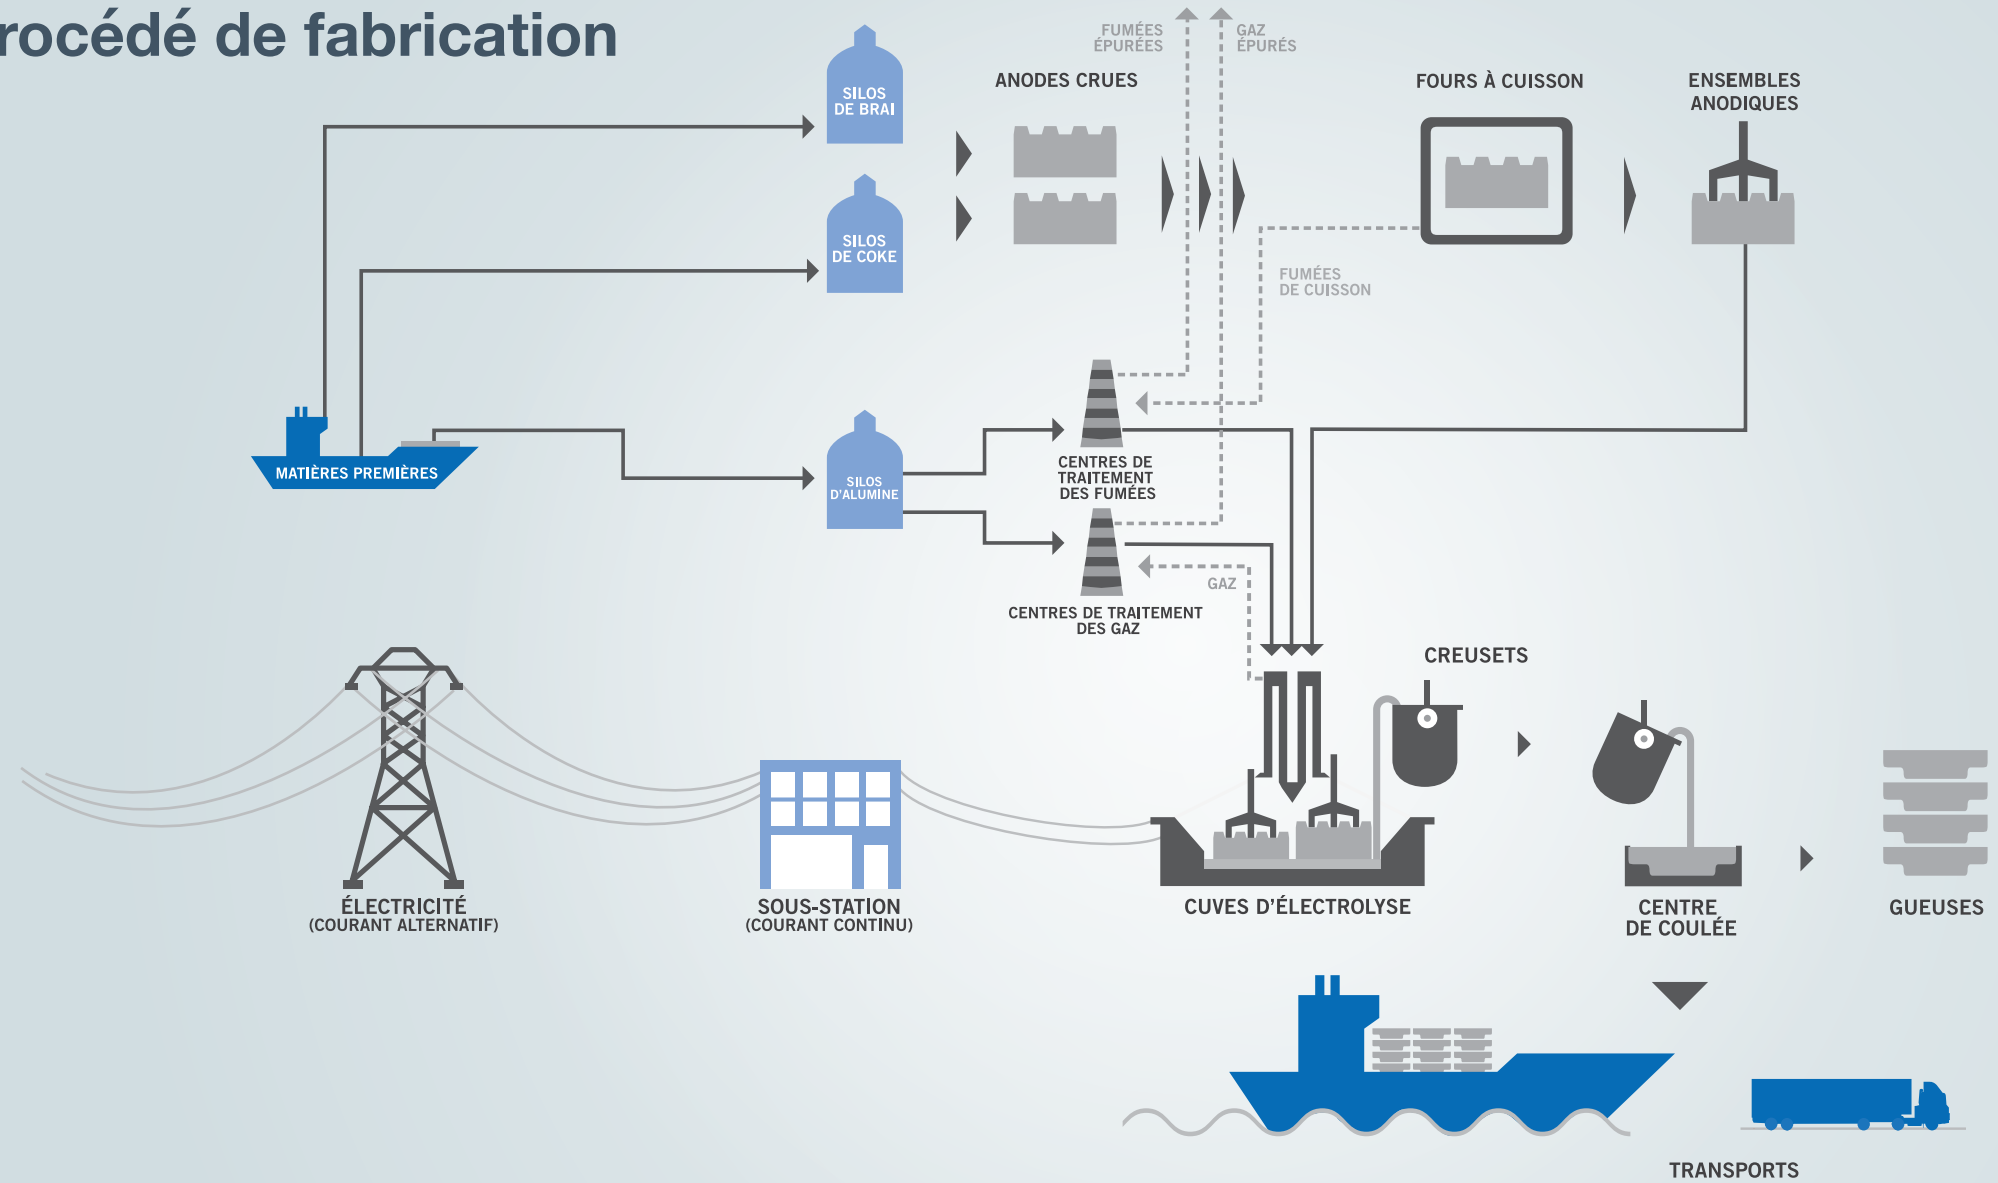 rocédé de fabrication
SILOS
DE BRAI
ANODES CRUES
FUMÉES
ÉPURÉES
GAZ
ÉPURÉS
FOURS À CUISSON
ENSEMBLES
ANODIQUES
SILOS
DE COKE
FUMÉES
DE CUISSON
MATIÈRES PREMIÈRES
SILOS
D'ALUMINE
CENTRES DE
TRAITEMENT
DES FUMÉES
GAZ
CENTRES DE TRAITEMENT
DES GAZ
CREUSETS
ÉLECTRICITÉ
(COURANT ALTERNATIF)
SOUS-STATION
(COURANT CONTINU)
CUVES D'ÉLECTROLYSE
CENTRE
DE COULÉE
GUEUSES
TRANSPORTS